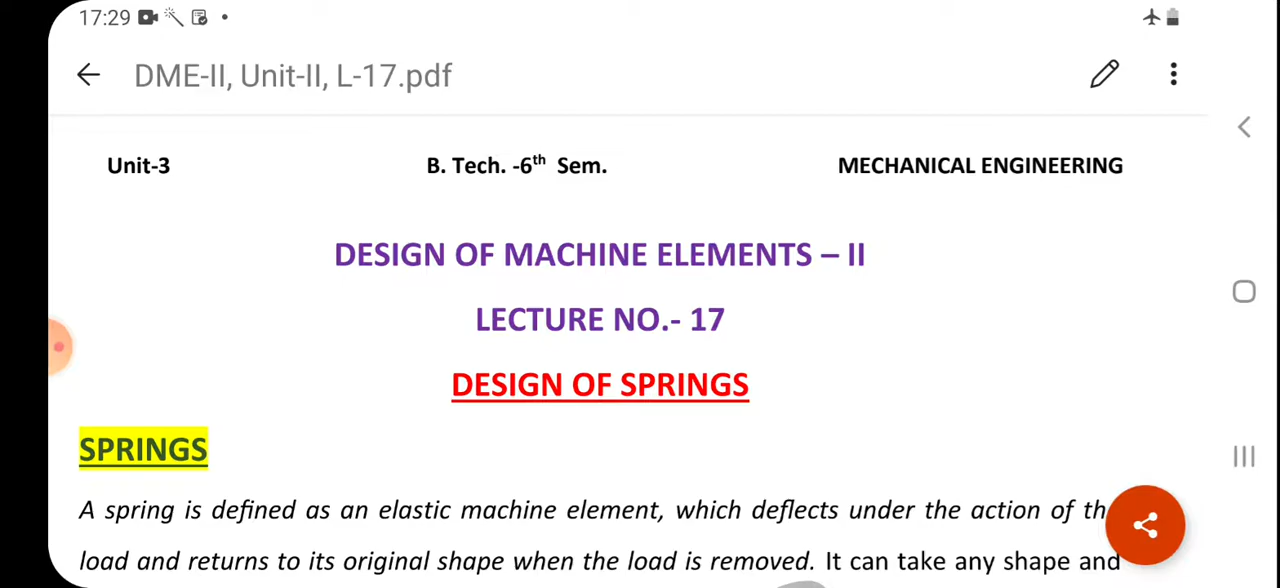 17:29
DME-II, Unit-II, L-17.pdf
Unit-3 B. Tech. -6th Sem. MECHANICAL ENGINEERING
DESIGN OF MACHINE ELEMENTS – II
LECTURE NO.- 17
DESIGN OF SPRINGS
SPRINGS
A spring is defined as an elastic machine element, which deflects under the action of
load and returns to its original shape when the load is removed. It can take any shape and